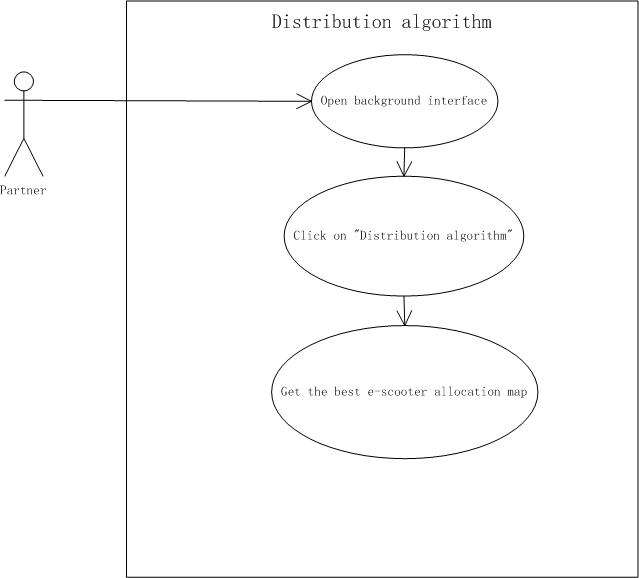 Distribution algorithm
Open background interface
Partner
Click on "Distribution algorithm"
Get the best e-scooter allocation map